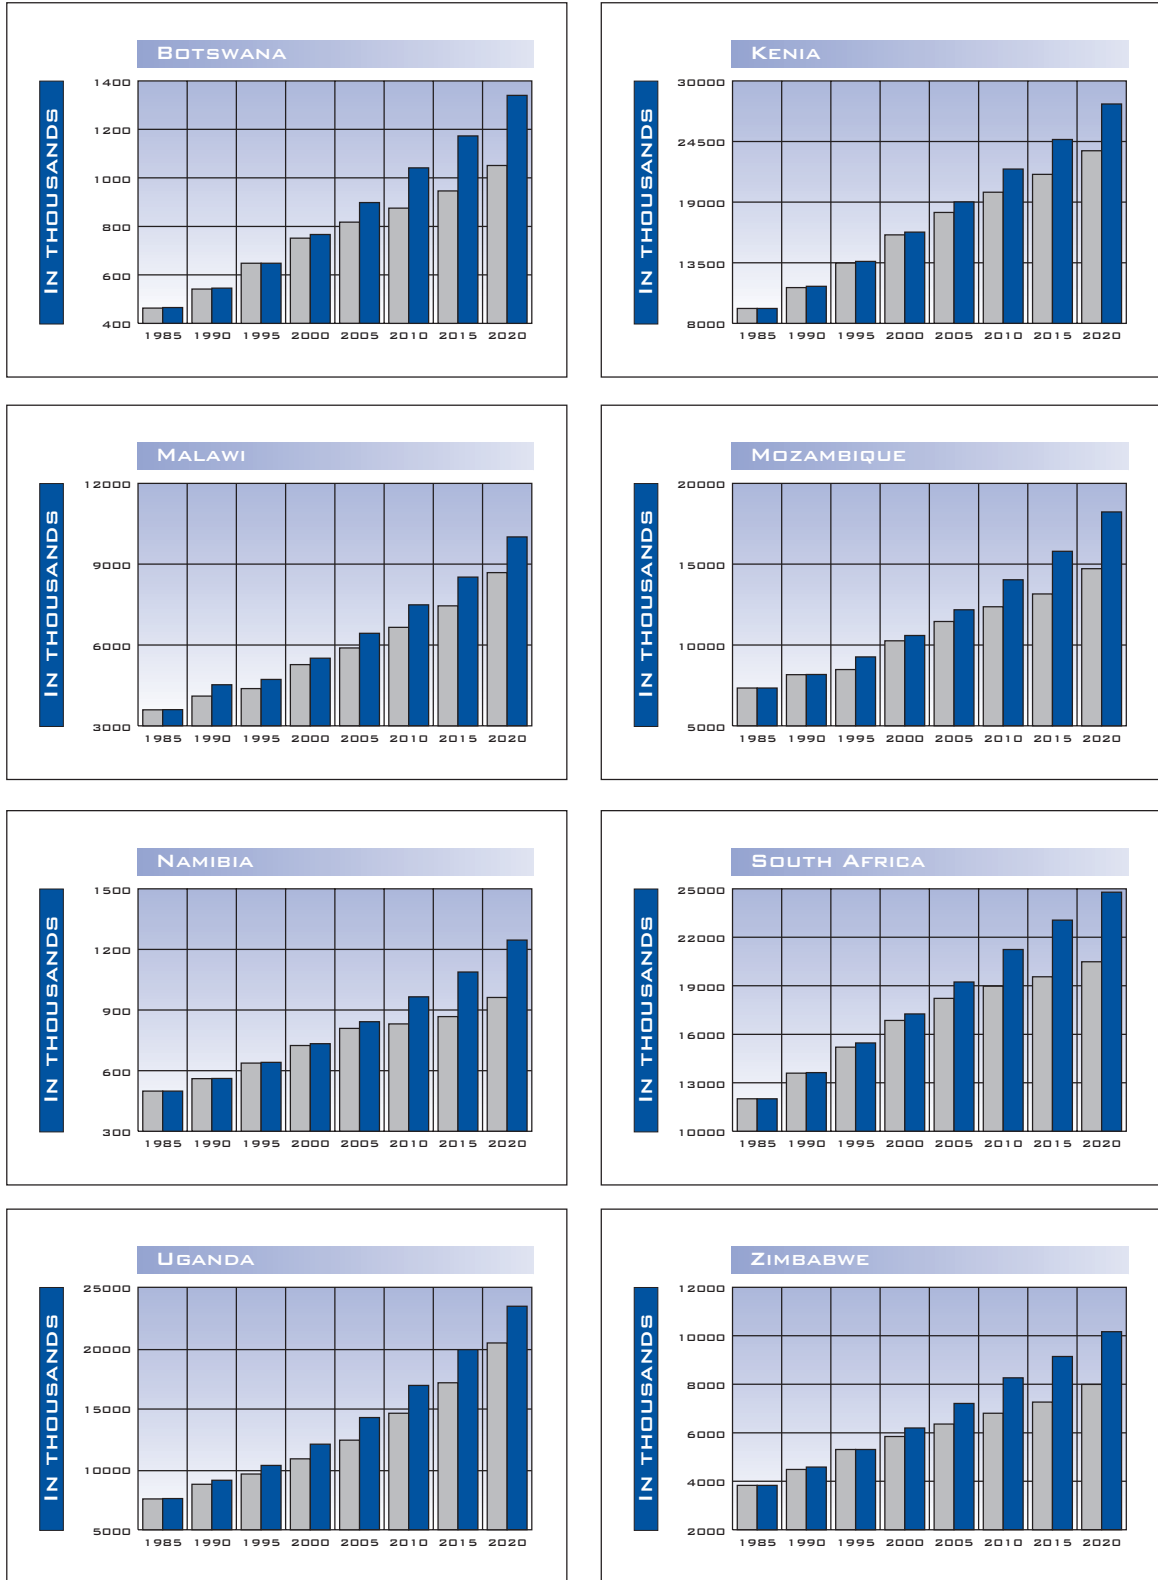 BOTSWANA
IN THOUSANDS
1400
1200
1000
800
600
400
1985 1990 1995 2000 2005 2010 2015 2020
KENIA
IN THOUSANDS
30000
24500
19000
13500
8000
1985 1990 1995 2000 2005 2010 2015 2020
MALAWI
IN THOUSANDS
12000
9000
6000
3000
1985 1990 1995 2000 2005 2010 2015 2020
MOZAMBIQUE
IN THOUSANDS
20000
15000
10000
5000
1985 1990 1995 2000 2005 2010 2015 2020
NAMIBIA
IN THOUSANDS
1500
1200
900
600
300
1985 1990 1995 2000 2005 2010 2015 2020
SOUTH AFRICA
IN THOUSANDS
25000
22000
19000
16000
13000
10000
1985 1990 1995 2000 2005 2010 2015 2020
UGANDA
IN THOUSANDS
25000
20000
15000
10000
5000
1985 1990 1995 2000 2005 2010 2015 2020
ZIMBABWE
IN THOUSANDS
12000
10000
8000
6000
4000
2000
1985 1990 1995 2000 2005 2010 2015 2020